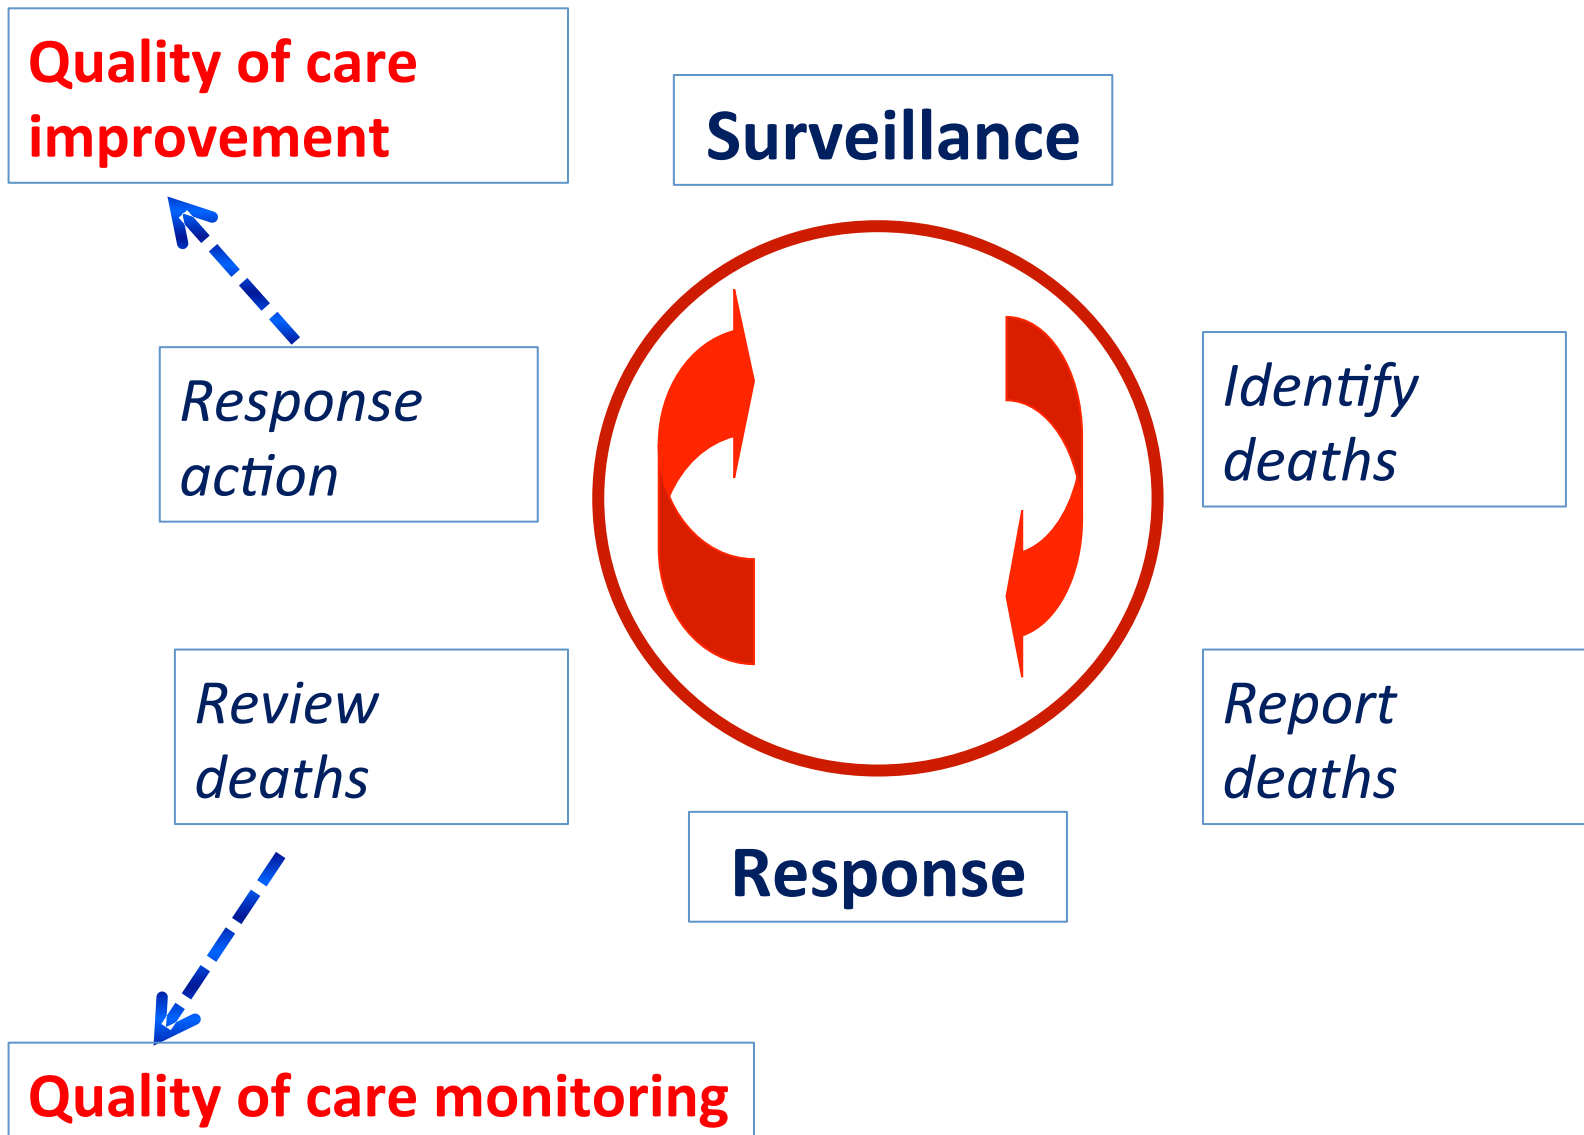 Quality of care
improvement
Surveillance
Response
action
Identify
deaths
Review
deaths
Report
deaths
Response
Quality of care monitoring